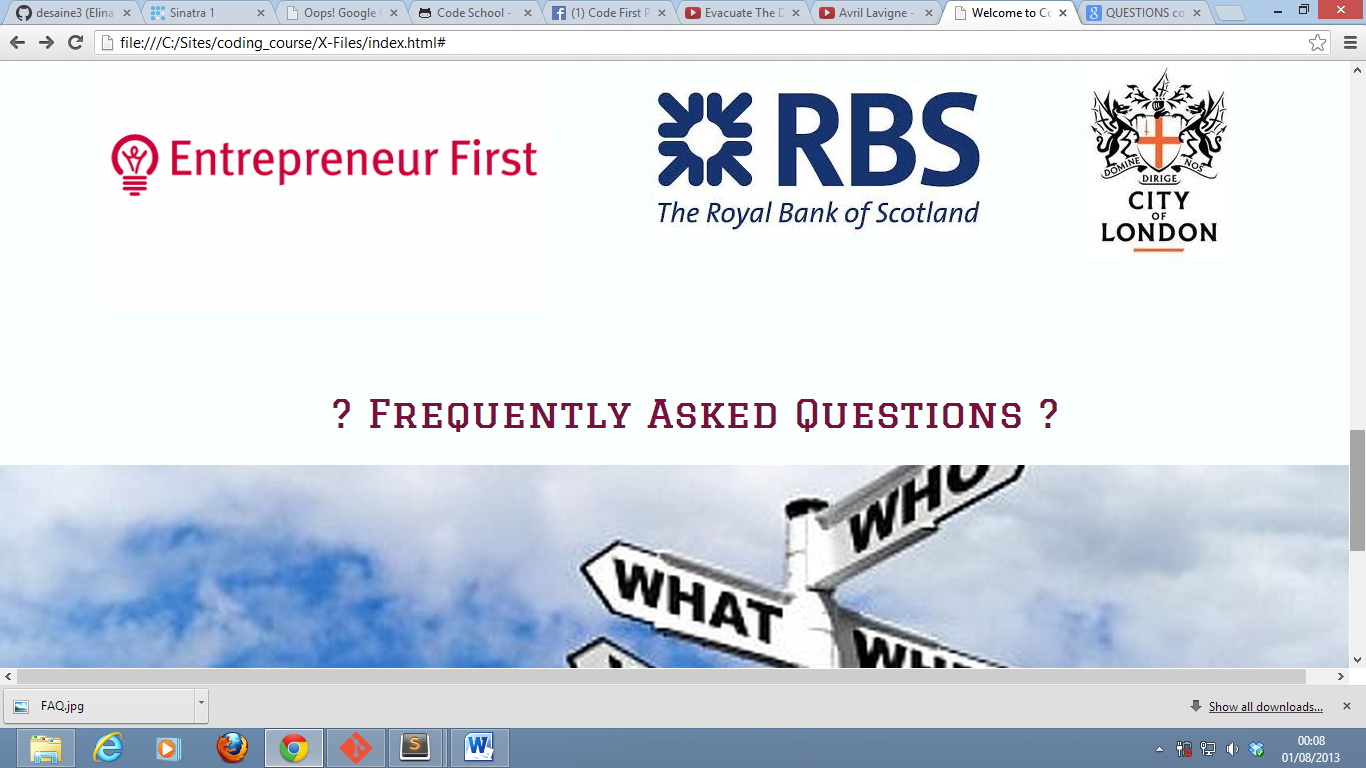 desaine3 (Elina
Sinatra 1
Oops! Google
Code School -
(1) Code First P
Evacuate The D
Avril Lavigne -
Welcome to Co
QUESTIONS co
file:///C:/Sites/coding_course/X-Files/index.html#
Entrepreneur First
RBS
The Royal Bank of Scotland
DOMINE DIRIGE NOS
CITY
OF
LONDON
? Frequently Asked Questions ?
WHO
WHAT
FAQ.jpg
Show all downloads...
00:08
01/08/2013